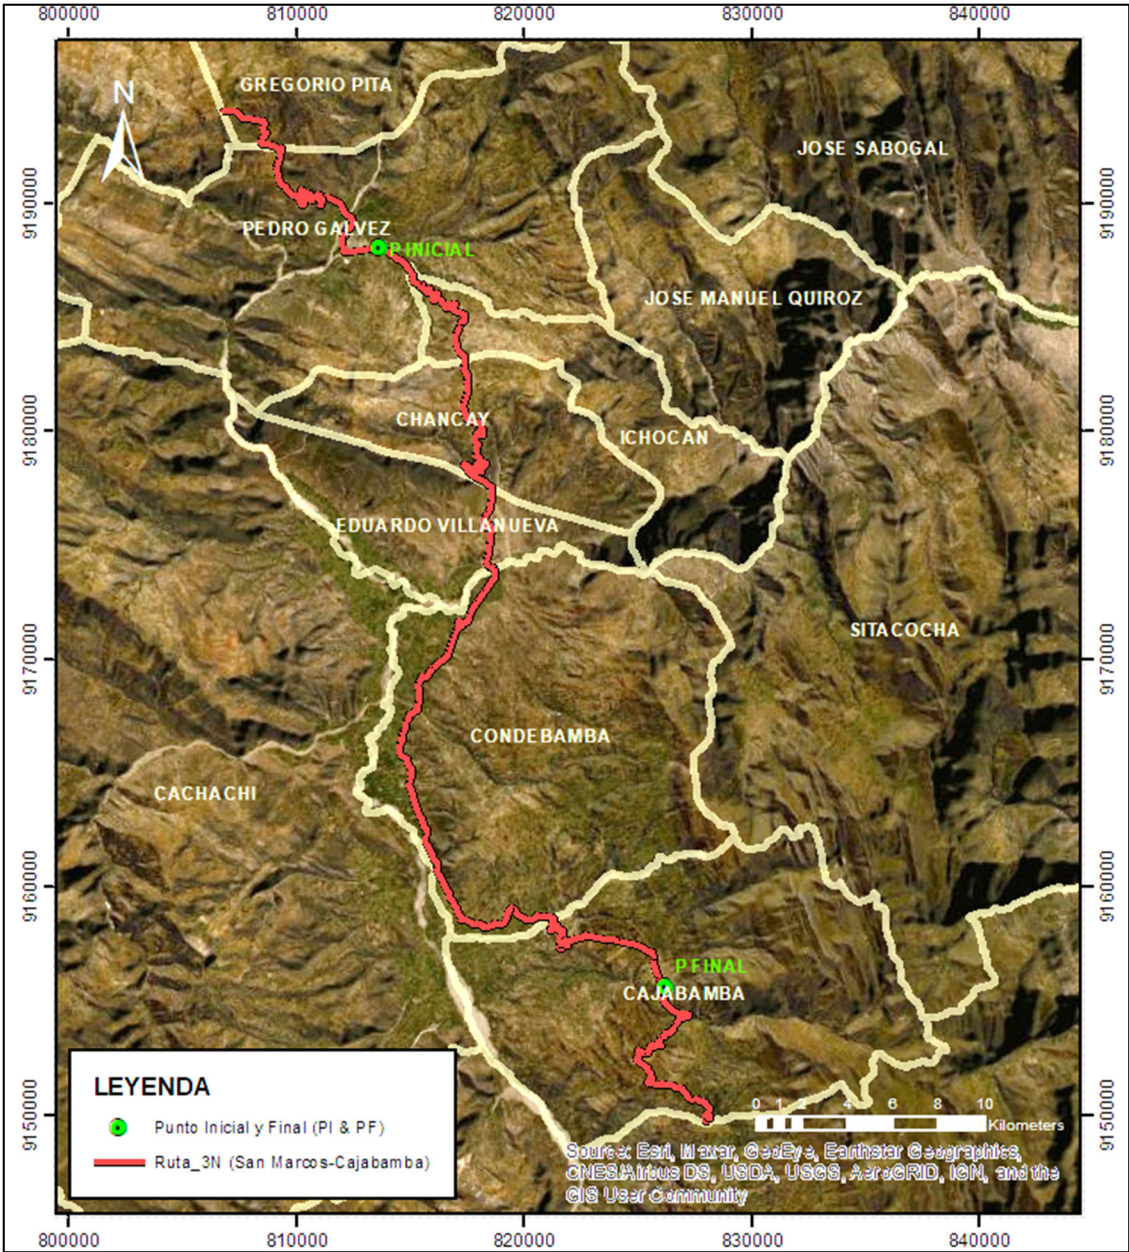 800000 810000 820000 830000 840000
N
GREGORIO PITA
JOSE SABOGAL
9190000 9190000
PEDRO GALVEZ
P INICIAL
JOSE MANUEL QUIROZ
CHANCAY
ICHOCAN
9180000 9180000
EDUARDO VILLANUEVA
SITACOCHA
9170000 9170000
CONDEBAMBA
CACHACHI
9160000 9160000
P FINAL
CAJABAMBA
LEYENDA
Punto Inicial y Final (PI & PF)
Ruta_3N (San Marcos-Cajabamba)
9150000 9150000
0 1 2 4 6 8 10
Kilometers
Source: Esri, Maxar, GeoEye, Earthstar Geographics,
CNES/Airbus DS, USDA, USGS, AeroGRID, IGN, and the
GIS User Community
800000 810000 820000 830000 840000